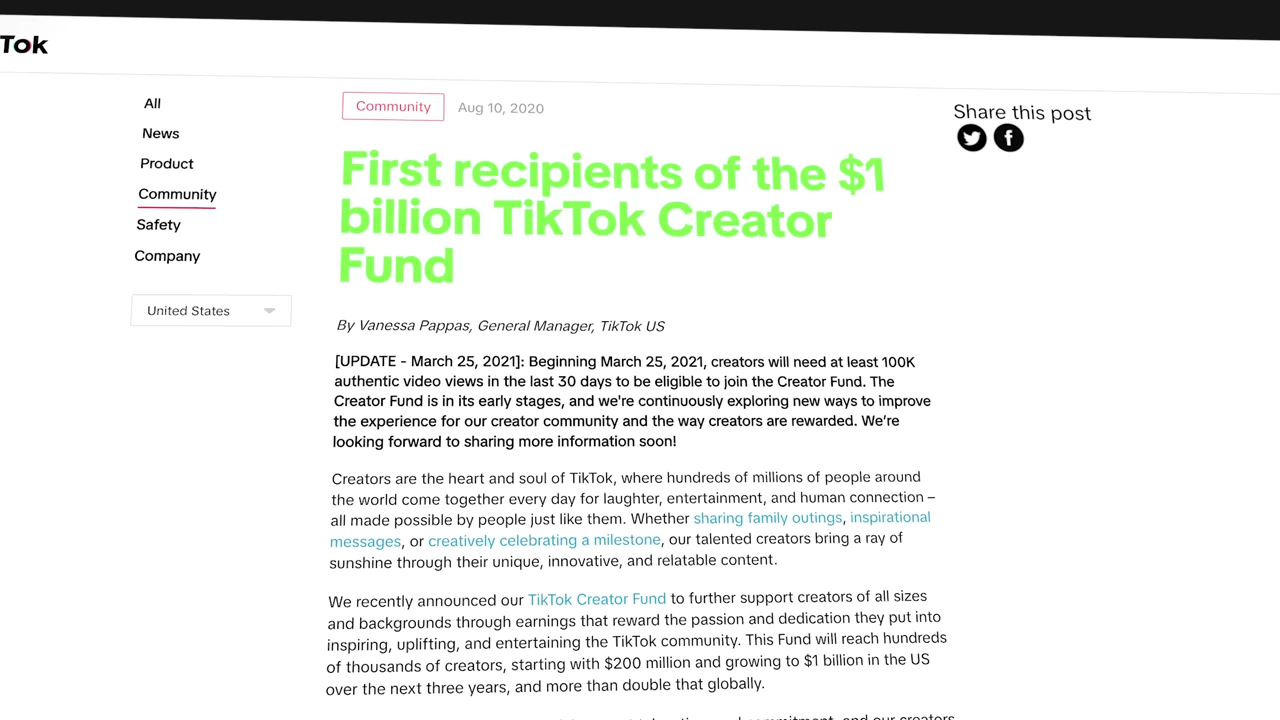 Tok
All
News
Product
Community
Safety
Company
United States
Community Aug 10, 2020
First recipients of the $1
billion TikTok Creator
Fund
By Vanessa Pappas, General Manager, TikTok US
[UPDATE - March 25, 2021]: Beginning March 25, 2021, creators will need at least 100K
authentic video views in the last 30 days to be eligible to join the Creator Fund. The
Creator Fund is in its early stages, and we're continuously exploring new ways to improve
the experience for our creator community and the way creators are rewarded. We’re
looking forward to sharing more information soon!
Creators are the heart and soul of TikTok, where hundreds of millions of people around
the world come together every day for laughter, entertainment, and human connection –
all made possible by people just like them. Whether sharing family outings, inspirational
messages, or creatively celebrating a milestone, our talented creators bring a ray of
sunshine through their unique, innovative, and relatable content.
We recently announced our TikTok Creator Fund to further support creators of all sizes
and backgrounds through earnings that reward the passion and dedication they put into
inspiring, uplifting, and entertaining the TikTok community. This Fund will reach hundreds
of thousands of creators, starting with $200 million and growing to $1 billion in the US
over the next three years, and more than double that globally.
and our creators
Share this post